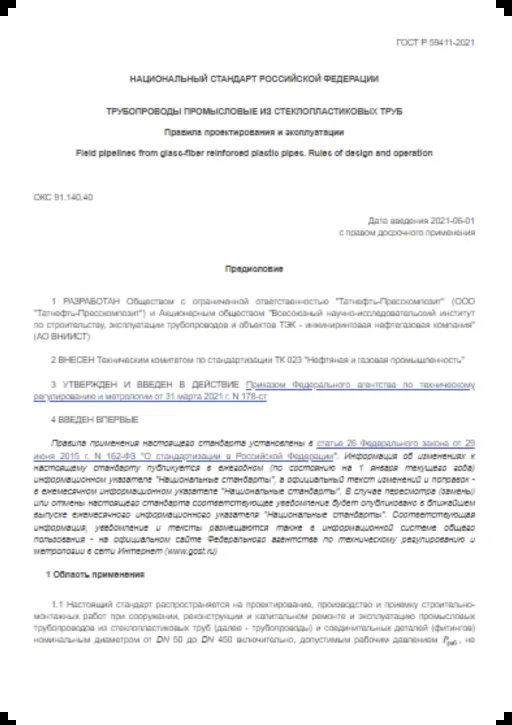 ГОСТ Р 59411-2021
НАЦИОНАЛЬНЫЙ СТАНДАРТ РОССИЙСКОЙ ФЕДЕРАЦИИ
ТРУБОПРОВОДЫ ПРОМЫСЛОВЫЕ ИЗ СТЕКЛОПЛАСТИКОВЫХ ТРУБ
Правила проектирования и эксплуатации
Field pipelines from glass-fiber reinforced plastic pipes. Rules of design and operation
ОКС 91.140.40
Дата введения 2021-06-01
с правом досрочного применения
Предисловие
1 РАЗРАБОТАН Обществом с ограниченной ответственностью "Татнефть-Пресскомпозит" (ООО
"Татнефть-Пресскомпозит") и Акционерным обществом "Всесоюзный научно-исследовательский институт
по строительству, эксплуатации трубопроводов и объектов ТЭК - инжиниринговая нефтегазовая компания"
(АО ВНИИСТ)
2 ВНЕСЕН Техническим комитетом по стандартизации ТК 023 "Нефтяная и газовая промышленность"
3 УТВЕРЖДЕН И ВВЕДЕН В ДЕЙСТВИЕ Приказом Федерального агентства по техническому
регулированию и метрологии от 31 марта 2021 г. N 178-ст
4 ВВЕДЕН ВПЕРВЫЕ
Правила применения настоящего стандарта установлены в статье 26 Федерального закона от 29
июня 2015 г. N 162-ФЗ "О стандартизации в Российской Федерации". Информация об изменениях к
настоящему стандарту публикуется в ежегодном (по состоянию на 1 января текущего года)
информационном указателе "Национальные стандарты", а официальный текст изменений и поправок -
в ежемесячном информационном указателе "Национальные стандарты". В случае пересмотра (замены)
или отмены настоящего стандарта соответствующее уведомление будет опубликовано в ближайшем
выпуске ежемесячного информационного указателя "Национальные стандарты". Соответствующая
информация, уведомление и тексты размещаются также в информационной системе общего
пользования - на официальном сайте Федерального агентства по техническому регулированию и
метрологии в сети Интернет (www.gost.ru)
1 Область применения
1.1 Настоящий стандарт распространяется на проектирование, производство и приемку строительно-
монтажных работ при сооружении, реконструкции и капитальном ремонте и эксплуатацию промысловых
трубопроводов из стеклопластиковых труб (далее - трубопроводы) и соединительных деталей (фитингов)
номинальным диаметром от DN 50 до DN 450 включительно, допустимым рабочим давлением Pраб, не